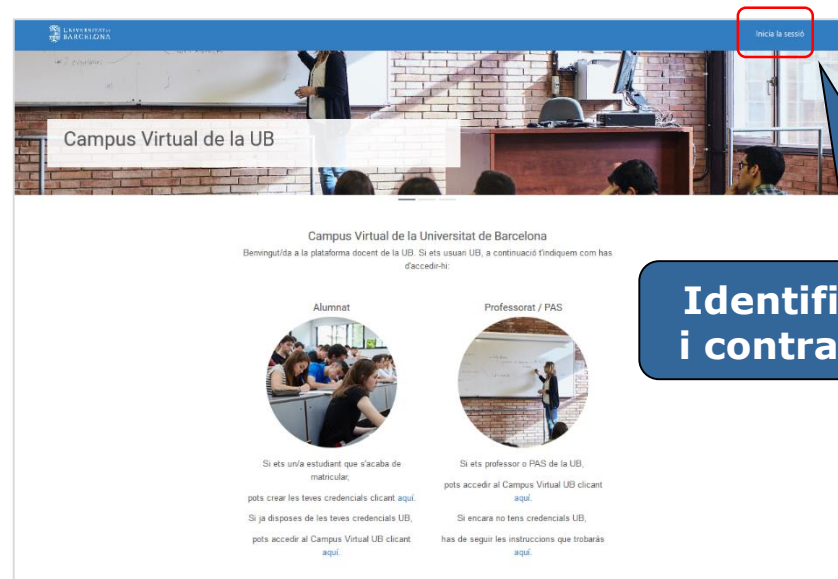 UNIVERSITAT DE
BARCELONA
Inicia la sessió
Campus Virtual de la UB
Campus Virtual de la Universitat de Barcelona
Benvingut/da a la plataforma docent de la UB. Si ets usuari UB, a continuació t'indiquem com has
d'accedir-hi:
Alumnat
Si ets un/a estudiant que s'acaba de
matricular,
pots crear les teves credencials clicant aquí.
Si ja disposes de les teves credencials UB,
pots accedir al Campus Virtual UB clicant
aquí.
Professorat / PAS
Si ets professor o PAS de la UB,
pots accedir al Campus Virtual UB clicant
aquí.
Si encara no tens credencials UB,
has de seguir les instruccions que trobaràs
aquí.
Identifi
i contra